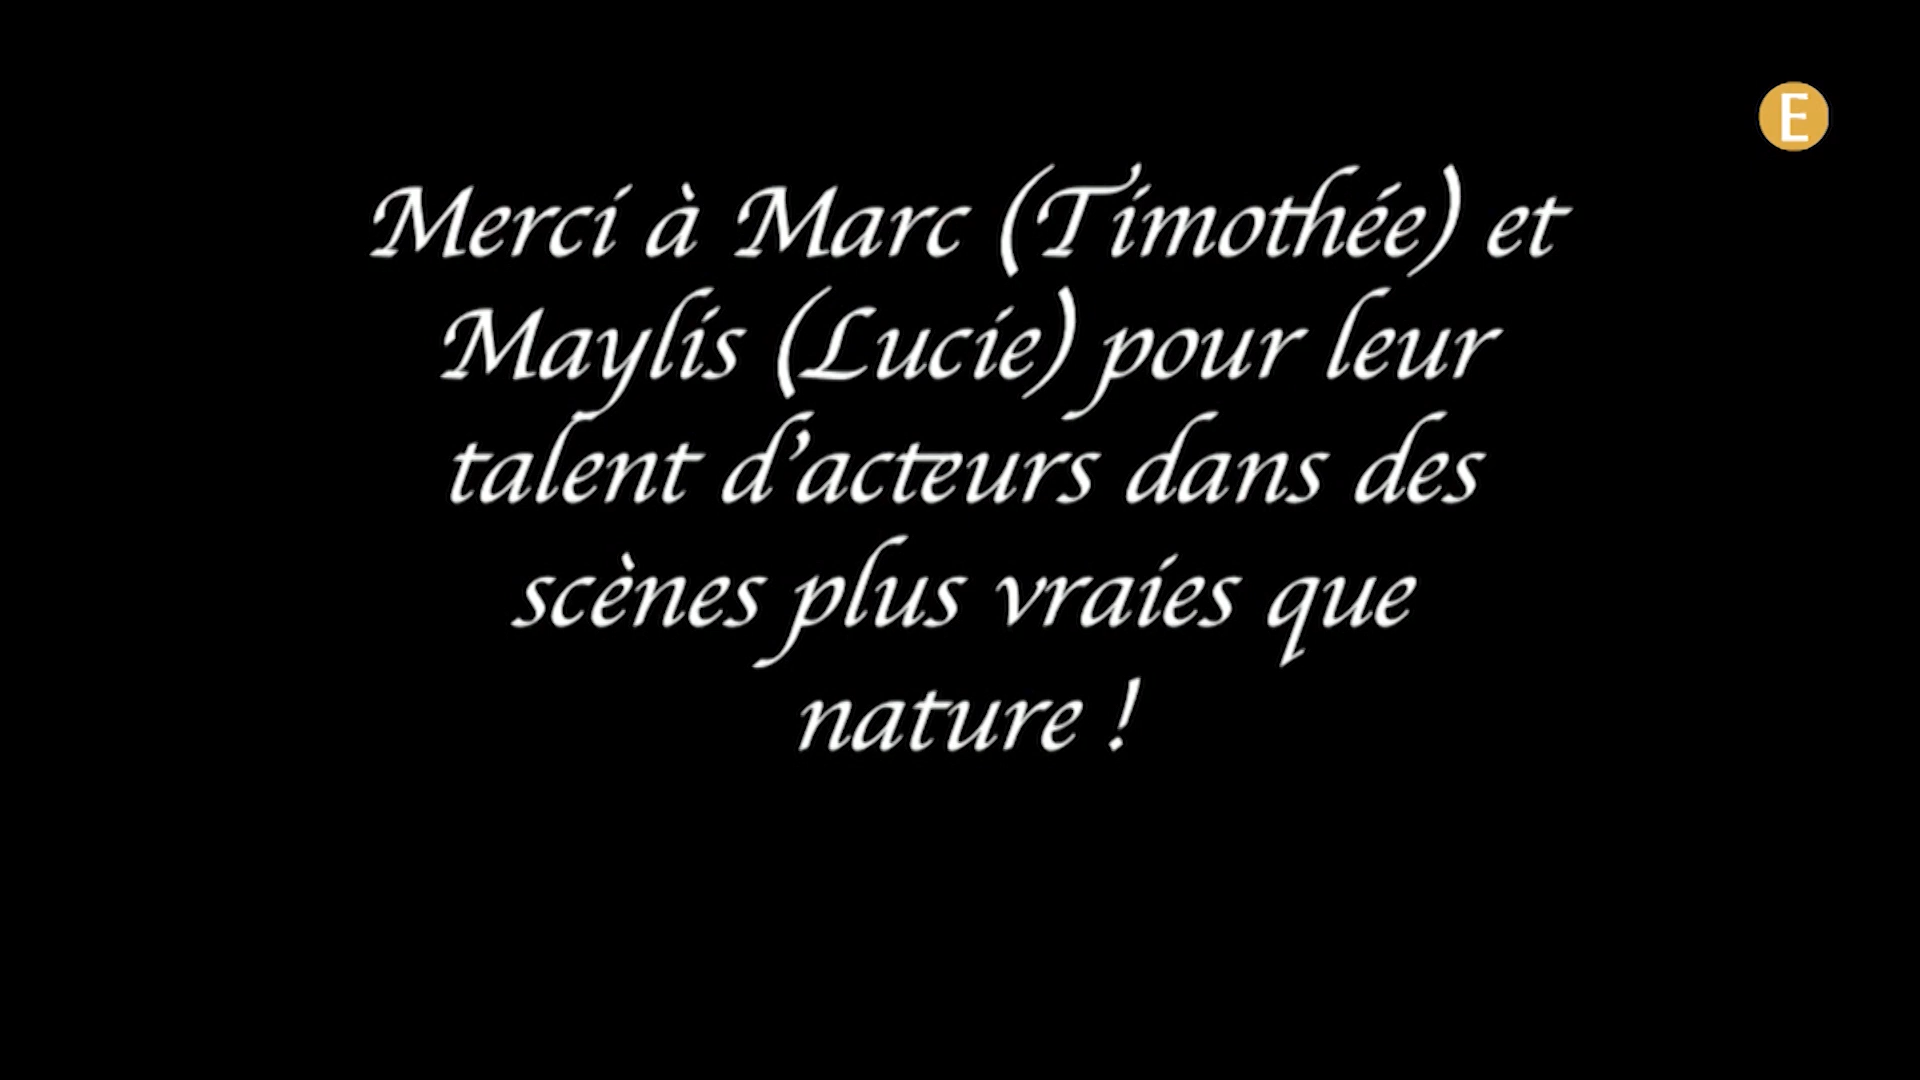 E
Merci à Marc (Timothée) et
Maylis (Lucie) pour leur
talent d'acteurs dans des
scènes plus vraies que
nature !